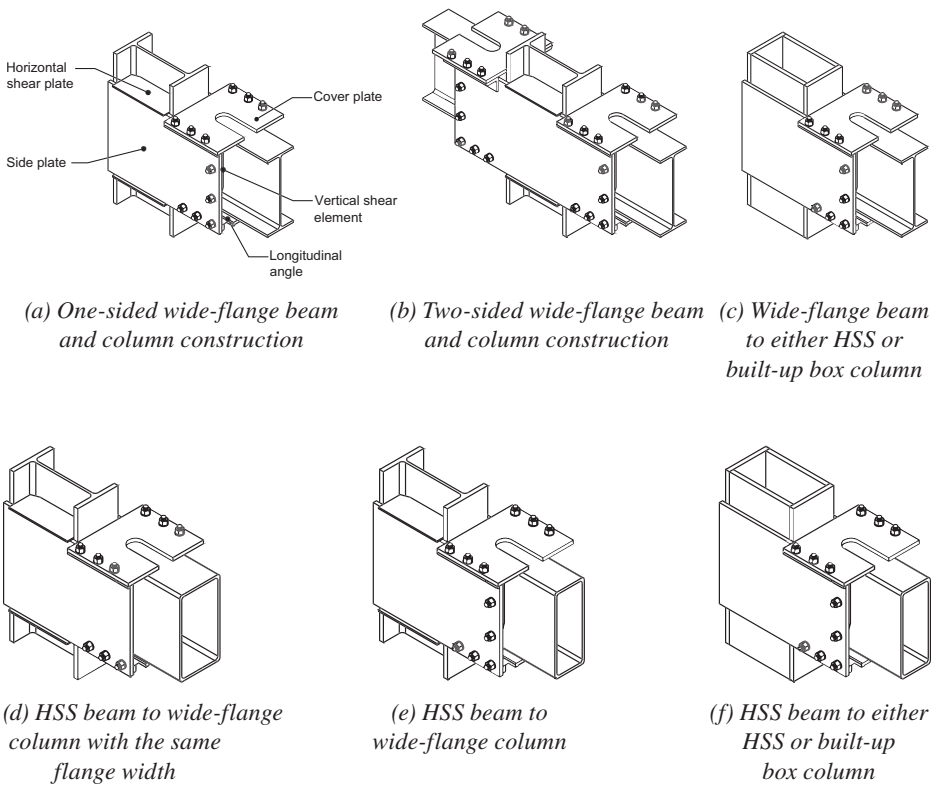 Horizontal
shear plate
Cover plate
Side plate
Vertical shear
element
Longitudinal
angle
(a) One-sided wide-flange beam
and column construction
(b) Two-sided wide-flange beam
and column construction
(c) Wide-flange beam
to either HSS or
built-up box column
(d) HSS beam to wide-flange
column with the same
flange width
(e) HSS beam to
wide-flange column
(f) HSS beam to either
HSS or built-up
box column